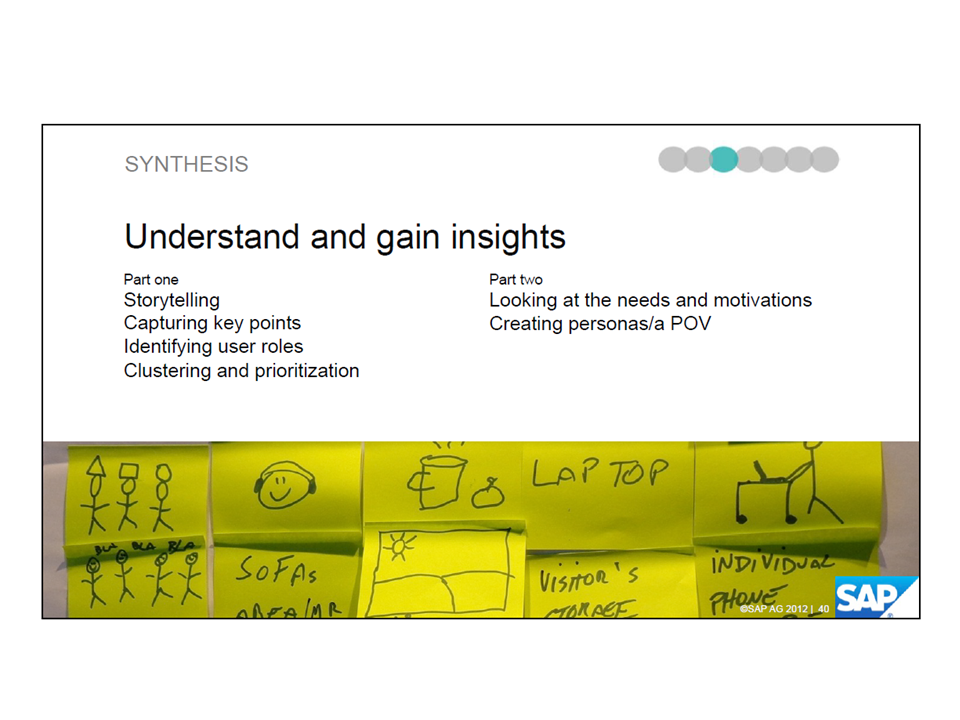 SYNTHESIS
Understand and gain insights
Part one
Storytelling
Capturing key points
Identifying user roles
Clustering and prioritization
Part two
Looking at the needs and motivations
Creating personas/a POV
LAPTOP
BLA BLA BLA
SOFAS
AREA/MR
VISITOR'S
STORAGE
INDIVIDUAL
PHONE
©SAP AG 2012 | 40
SAP